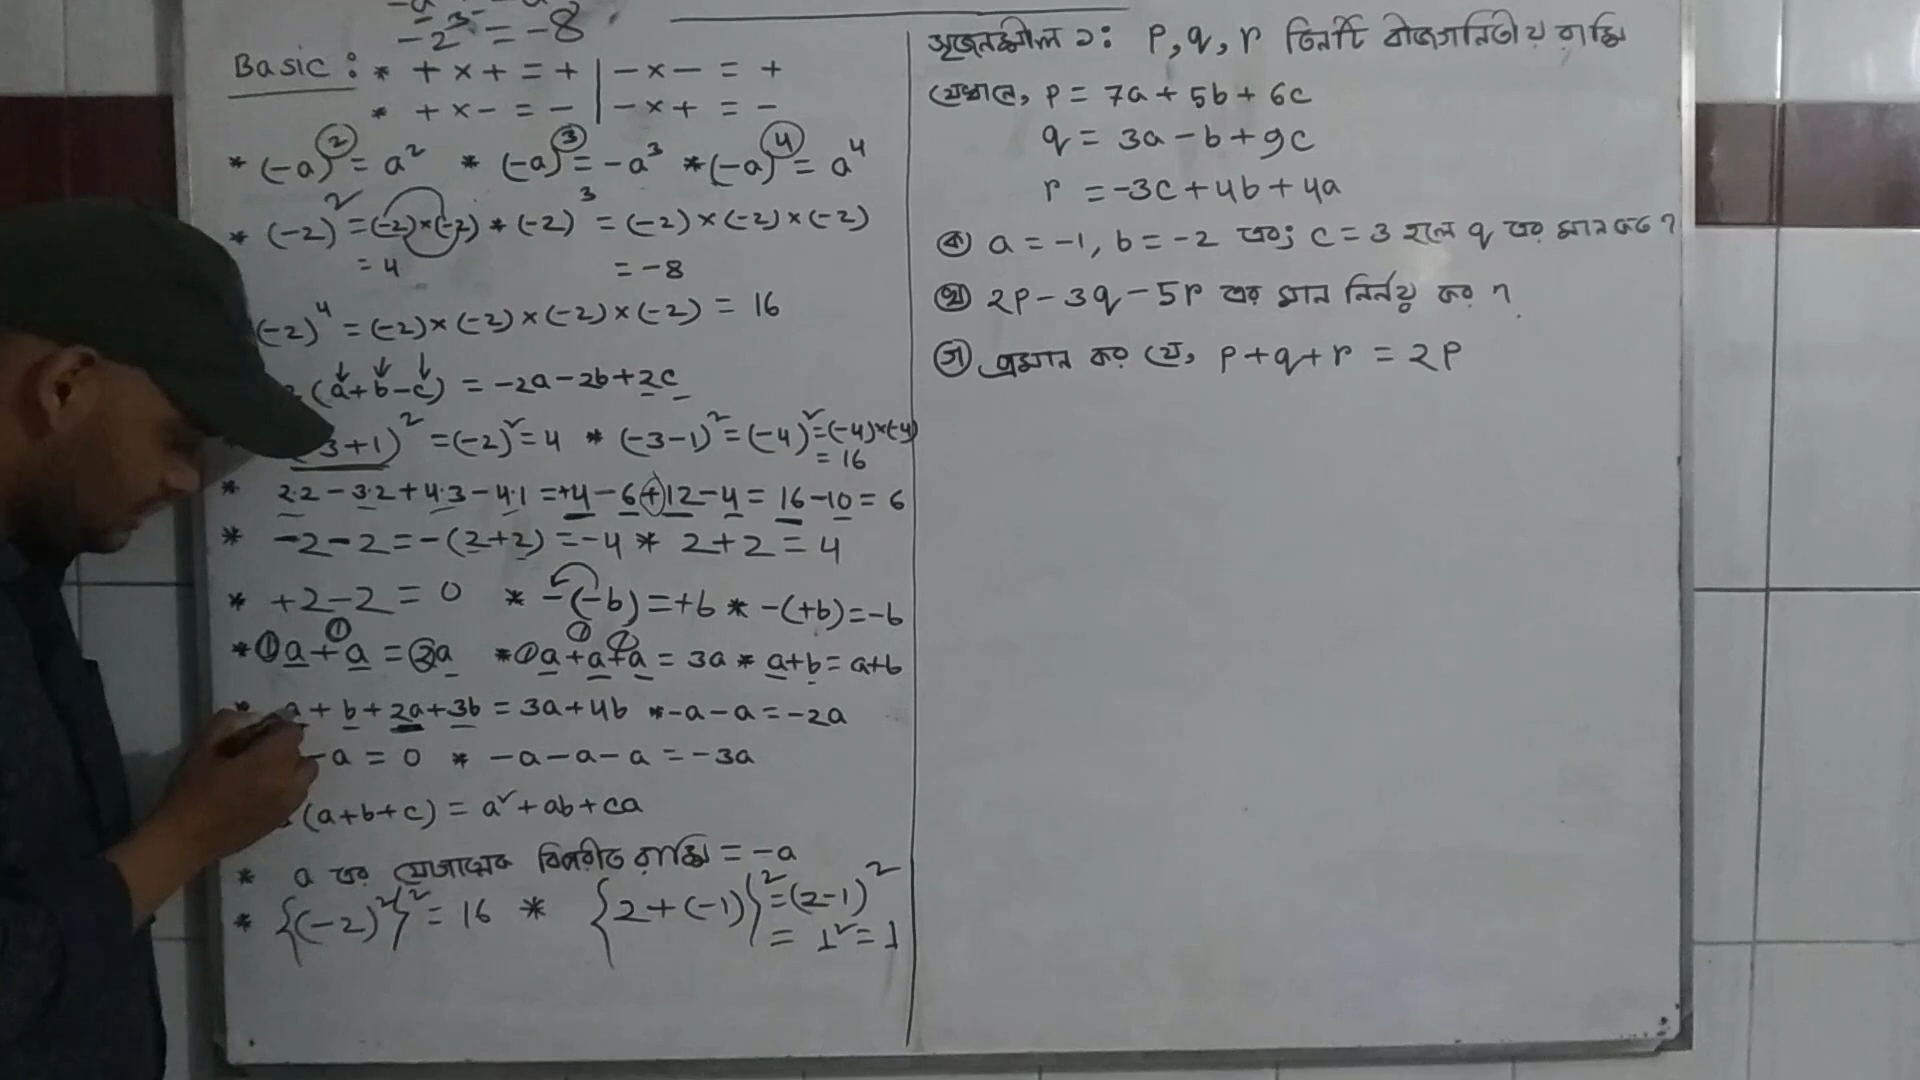 -2³ = -8
Basic : * + × + = + | - × - = +
* + × - = - | - × + = -
* (-a)² = a² * (-a)³ = -a³ * (-a)⁴ = a⁴
* (-2)² = (-2)×(-2) * (-2)³ = (-2)×(-2)×(-2)
= 4 = -8
(-2)⁴ = (-2)×(-2)×(-2)×(-2) = 16
(a+b-c) = -2a-2b+2c
3+1)² = (-2)² = 4 * (-3-1)² = (-4)² = (-4)×(-4)
= 16
* 2.2-3.2+4.3-4.1 = +4-6+12-4 = 16-10 = 6
* -2-2 = -(2+2) = -4 * 2+2 = 4
* +2-2 = 0 * -(-b) = +b * -(+b) = -b
* ①a+①a = ②a * ①a+①a+①a = 3a * a+b = a+b
* a+b+2a+3b = 3a+4b * -a-a = -2a
-a = 0 * -a-a-a = -3a
(a+b+c) = a²+ab+ca
* a এর যোগাত্মক বিপরীত রাশি = -a
* {(-2)²}² = 16 * {2+(-1)}² = (2-1)²
= 1² = 1
সৃজনশীল ১: p, q, r তিনটি বীজগনিতীয় রাশি
যেখানে, p = 7a+5b+6c
q = 3a-b+9c
r = -3c+4b+4a
(ক) a = -1, b = -2 এবং c = 3 হলে q এর মান কত?
(খ) 2p-3q-5r এর মান নির্নয় কর?
(গ) প্রমান কর যে, p+q+r = 2p